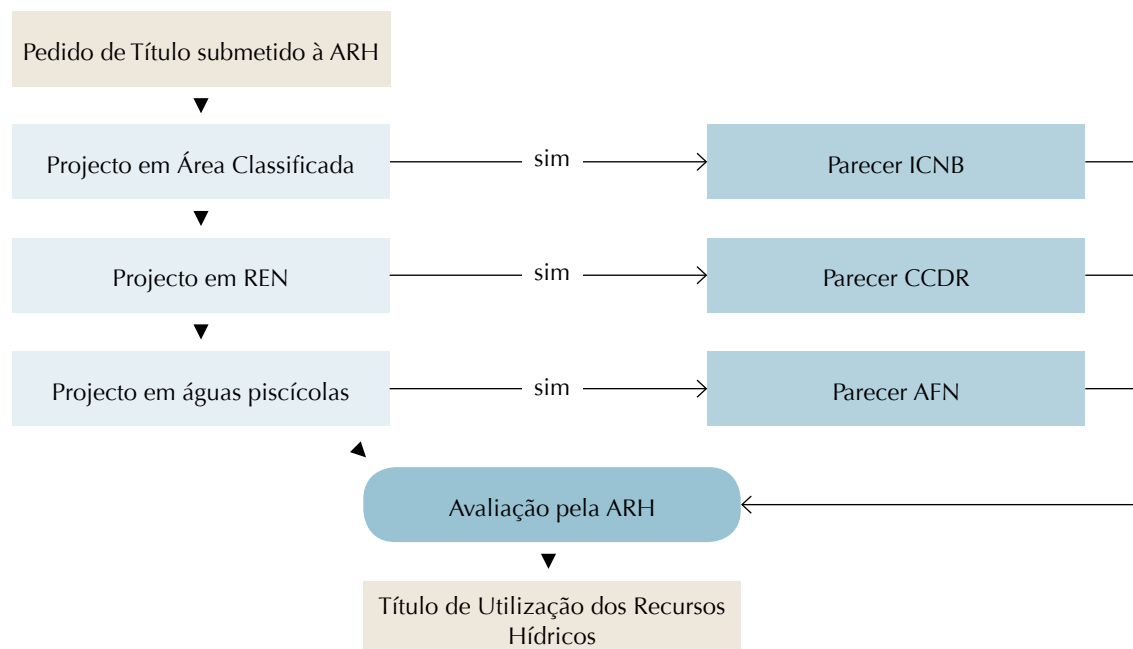 Pedido de Título submetido à ARH
Projecto em Área Classificada
sim
Parecer ICNB
Projecto em REN
sim
Parecer CCDR
Projecto em águas piscícolas
sim
Parecer AFN
Avaliação pela ARH
Título de Utilização dos Recursos
Hídricos